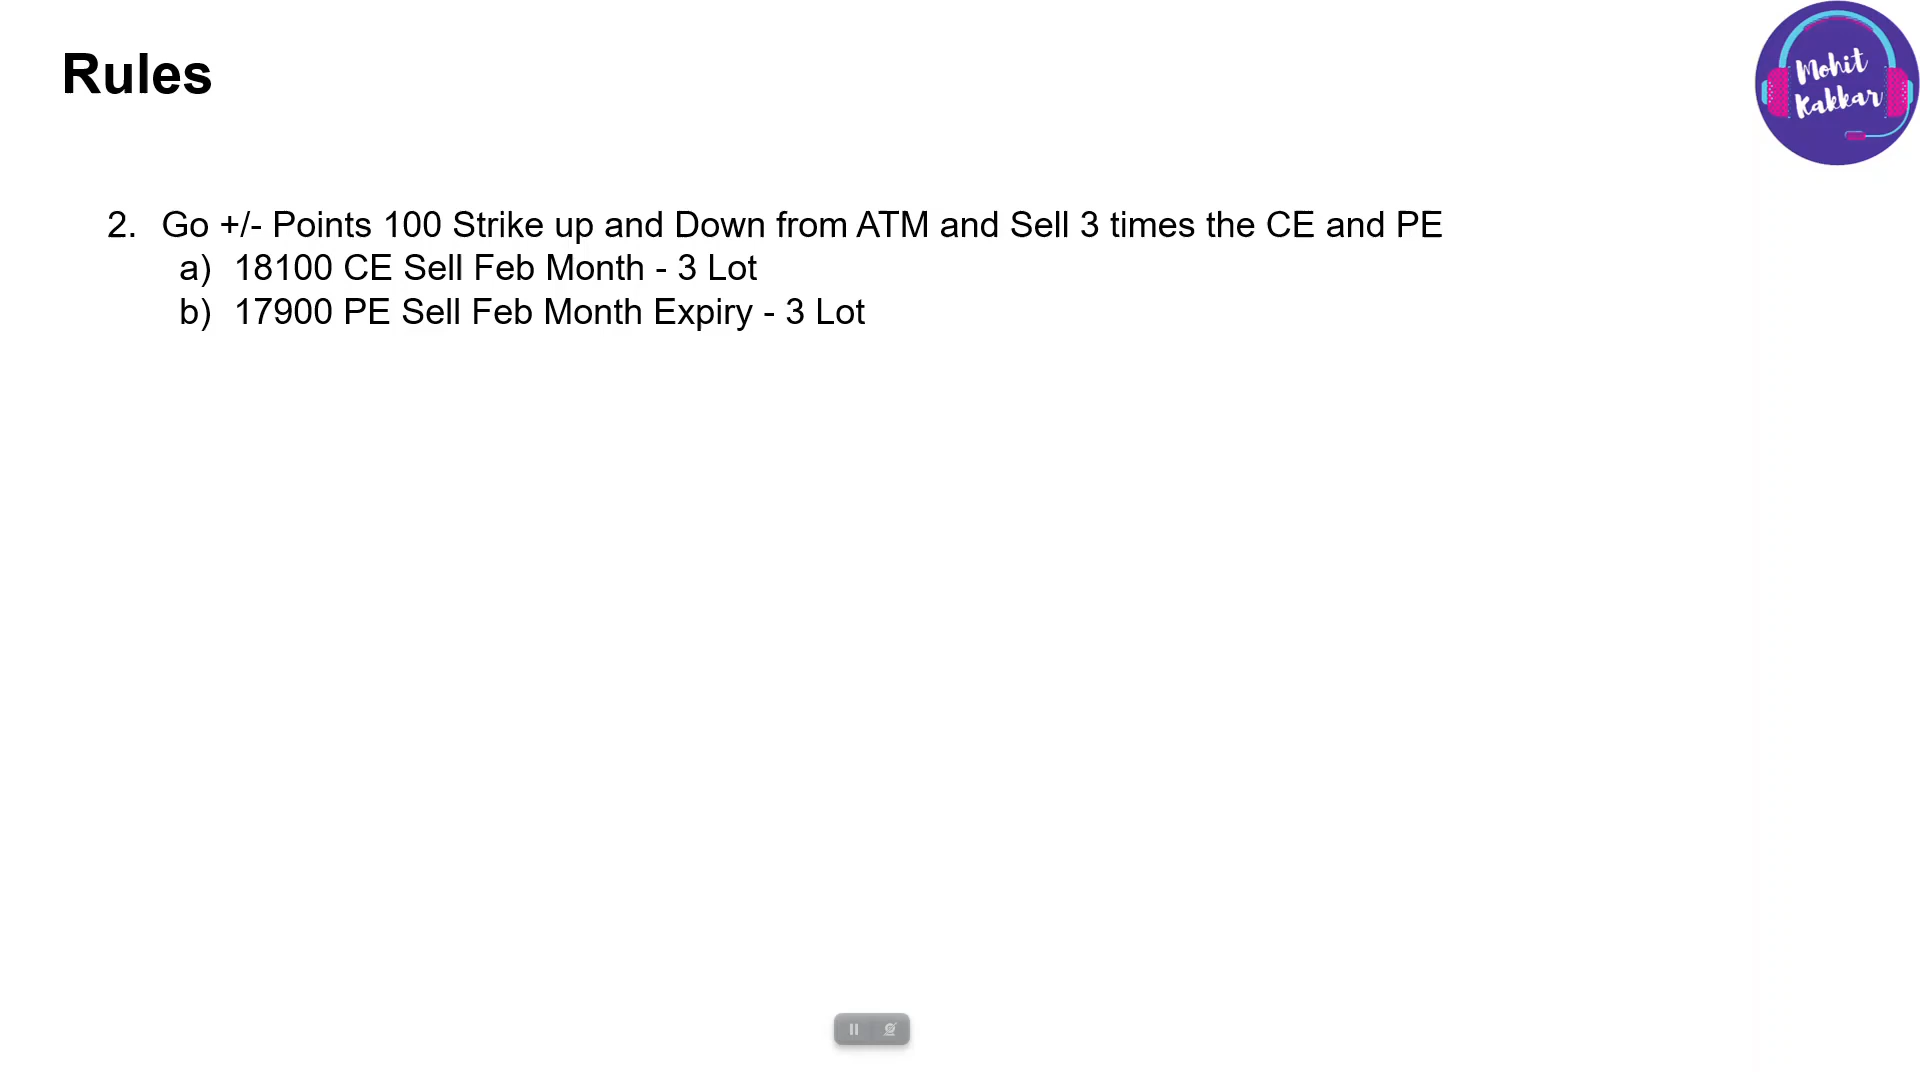 Rules
Mohit
Kakkar
2. Go +/- Points 100 Strike up and Down from ATM and Sell 3 times the CE and PE
a) 18100 CE Sell Feb Month - 3 Lot
b) 17900 PE Sell Feb Month Expiry - 3 Lot